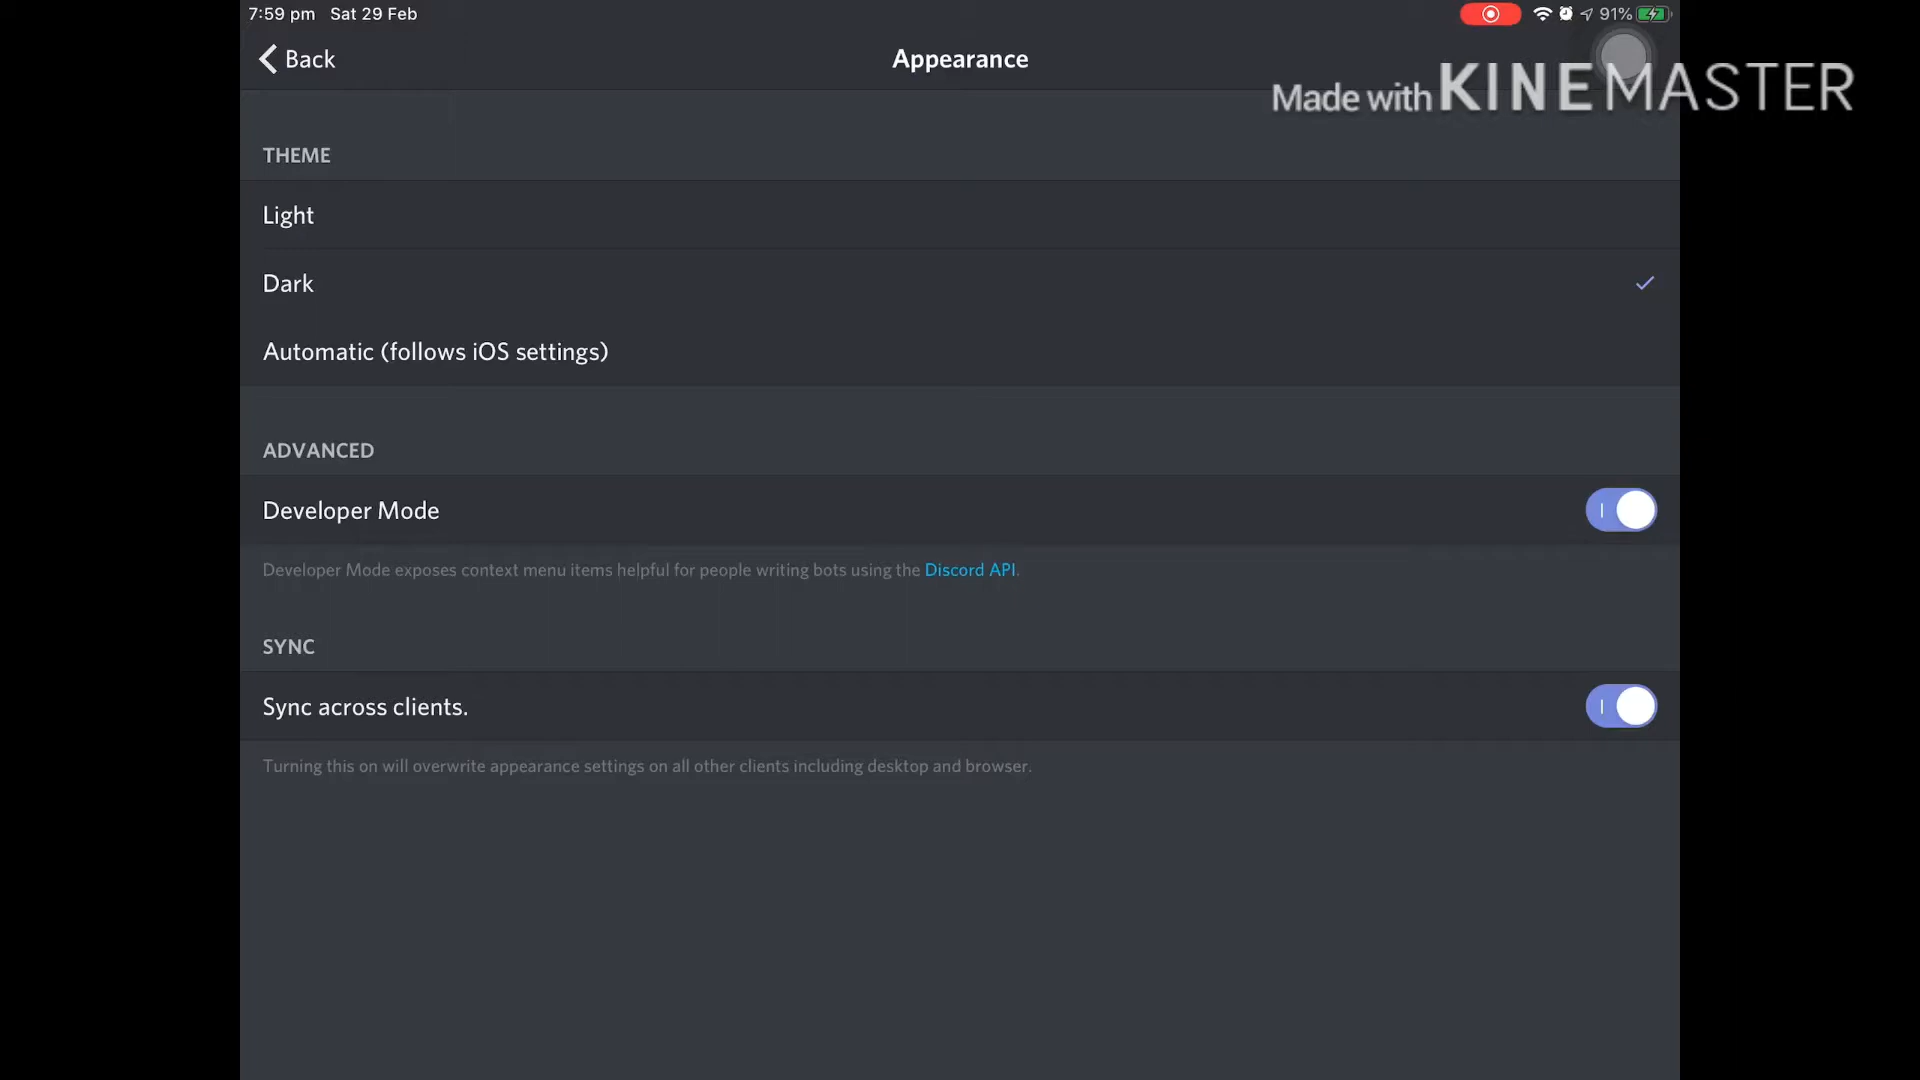 7:59 pm Sat 29 Feb 91%
Back Appearance
Made with KINEMASTER
THEME
Light
Dark
Automatic (follows iOS settings)
ADVANCED
Developer Mode
Developer Mode exposes context menu items helpful for people writing bots using the Discord API.
SYNC
Sync across clients.
Turning this on will overwrite appearance settings on all other clients including desktop and browser.